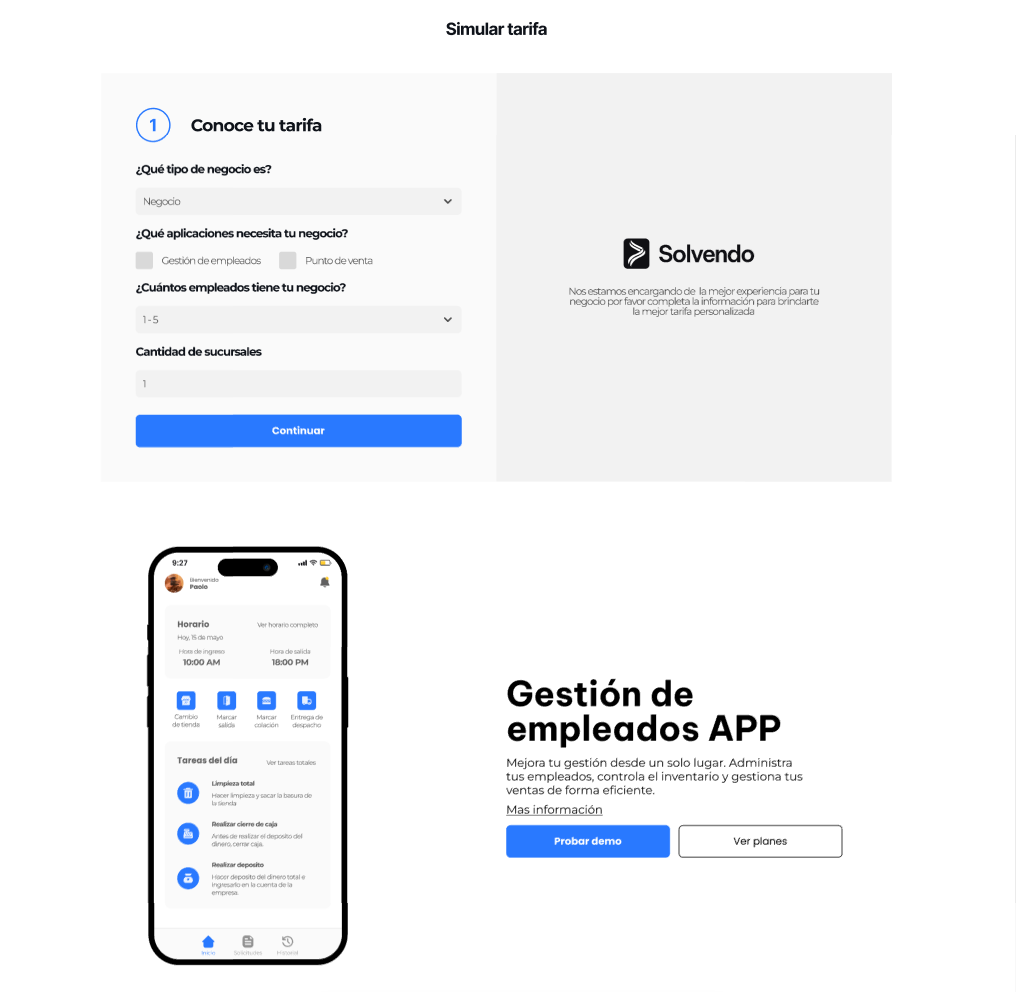 Simular tarifa
1
Conoce tu tarifa
¿Qué tipo de negocio es?
Negocio
¿Qué aplicaciones necesita tu negocio?
Gestión de empleados
Punto de venta
¿Cuántos empleados tiene tu negocio?
1 - 5
Cantidad de sucursales
1
Continuar
Solvendo
Nos estamos encargando de la mejor experiencia para tu
negocio por favor completa la información para brindarte
la mejor tarifa personalizada
9:27
Bienvenido
Paolo
Horario
Ver horario completo
Hoy, 15 de mayo
Hora de ingreso
Hora de salida
10:00 AM
18:00 PM
Cambio
de tienda
Marcar
salida
Marcar
colación
Entrega de
despacho
Tareas del día
Ver tareas totales
Limpieza total
Hacer limpieza y sacar la basura de
la tienda
Realizar cierre de caja
Antes de realizar el deposito del
dinero, cerrar caja.
Realizar deposito
Hacer deposito del dinero total e
ingresarlo en la cuenta de la
empresa.
Inicio
Solicitudes
Historial
Gestión de
empleados APP
Mejora tu gestión desde un solo lugar. Administra
tus empleados, controla el inventario y gestiona tus
ventas de forma eficiente.
Mas información
Probar demo
Ver planes